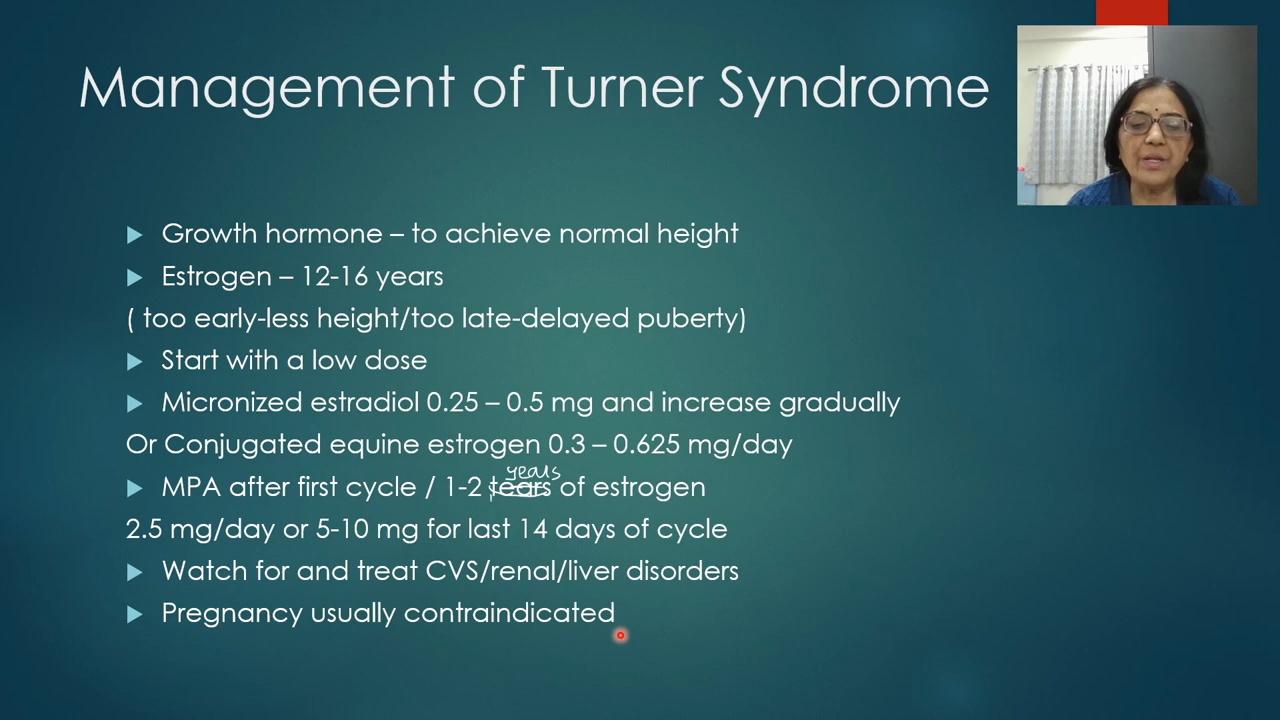 Management of Turner Syndrome
Growth hormone – to achieve normal height
Estrogen – 12-16 years
( too early-less height/too late-delayed puberty)
Start with a low dose
Micronized estradiol 0.25 – 0.5 mg and increase gradually
Or Conjugated equine estrogen 0.3 – 0.625 mg/day
years
MPA after first cycle / 1-2 tears of estrogen
2.5 mg/day or 5-10 mg for last 14 days of cycle
Watch for and treat CVS/renal/liver disorders
Pregnancy usually contraindicated